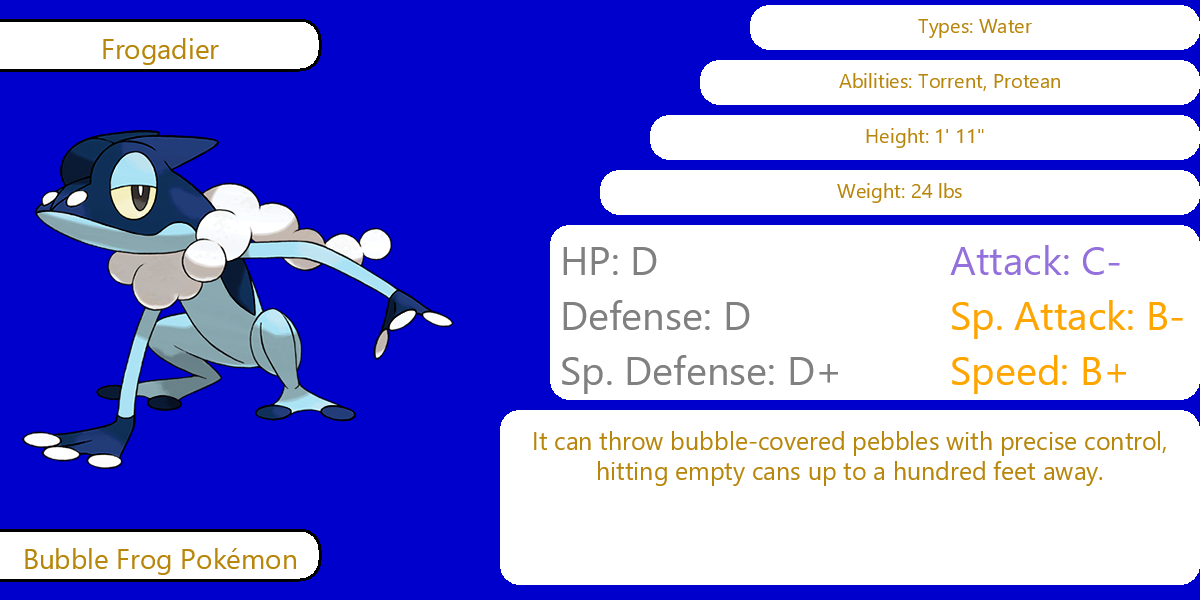 Frogadier
Types: Water
Abilities: Torrent, Protean
Height: 1' 11"
Weight: 24 lbs
HP: D
Attack: C-
Defense: D
Sp. Attack: B-
Sp. Defense: D+
Speed: B+
It can throw bubble-covered pebbles with precise control,
hitting empty cans up to a hundred feet away.
Bubble Frog Pokémon